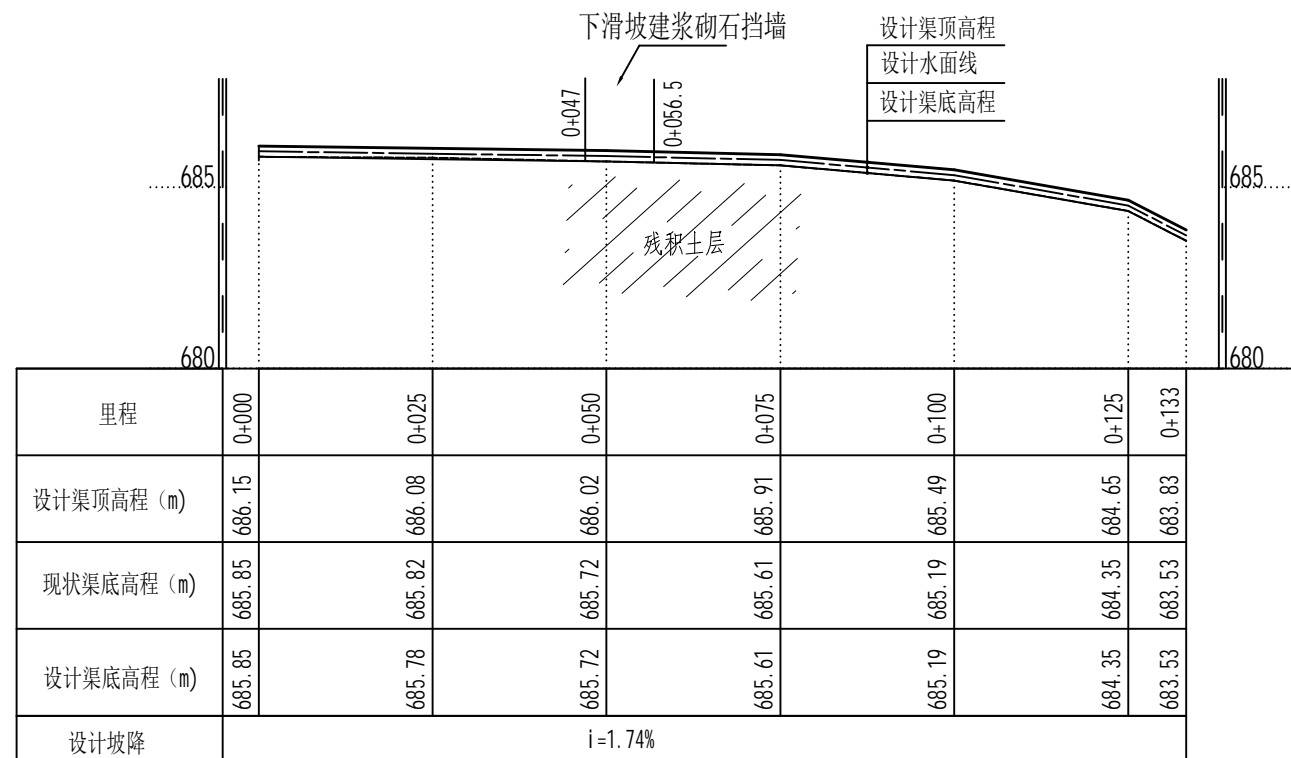 下滑坡建浆砌石挡墙
设计渠顶高程
设计水面线
设计渠底高程
0+047
0+056.5
685
685
残积土层
680
680
里程 0+000 0+025 0+050 0+075 0+100 0+125 0+133
设计渠顶高程（m） 686.15 686.08 686.02 685.91 685.49 684.65 683.83
现状渠底高程（m） 685.85 685.82 685.72 685.61 685.19 684.35 683.53
设计渠底高程（m） 685.85 685.78 685.72 685.61 685.19 684.35 683.53
设计坡降 i=1.74%